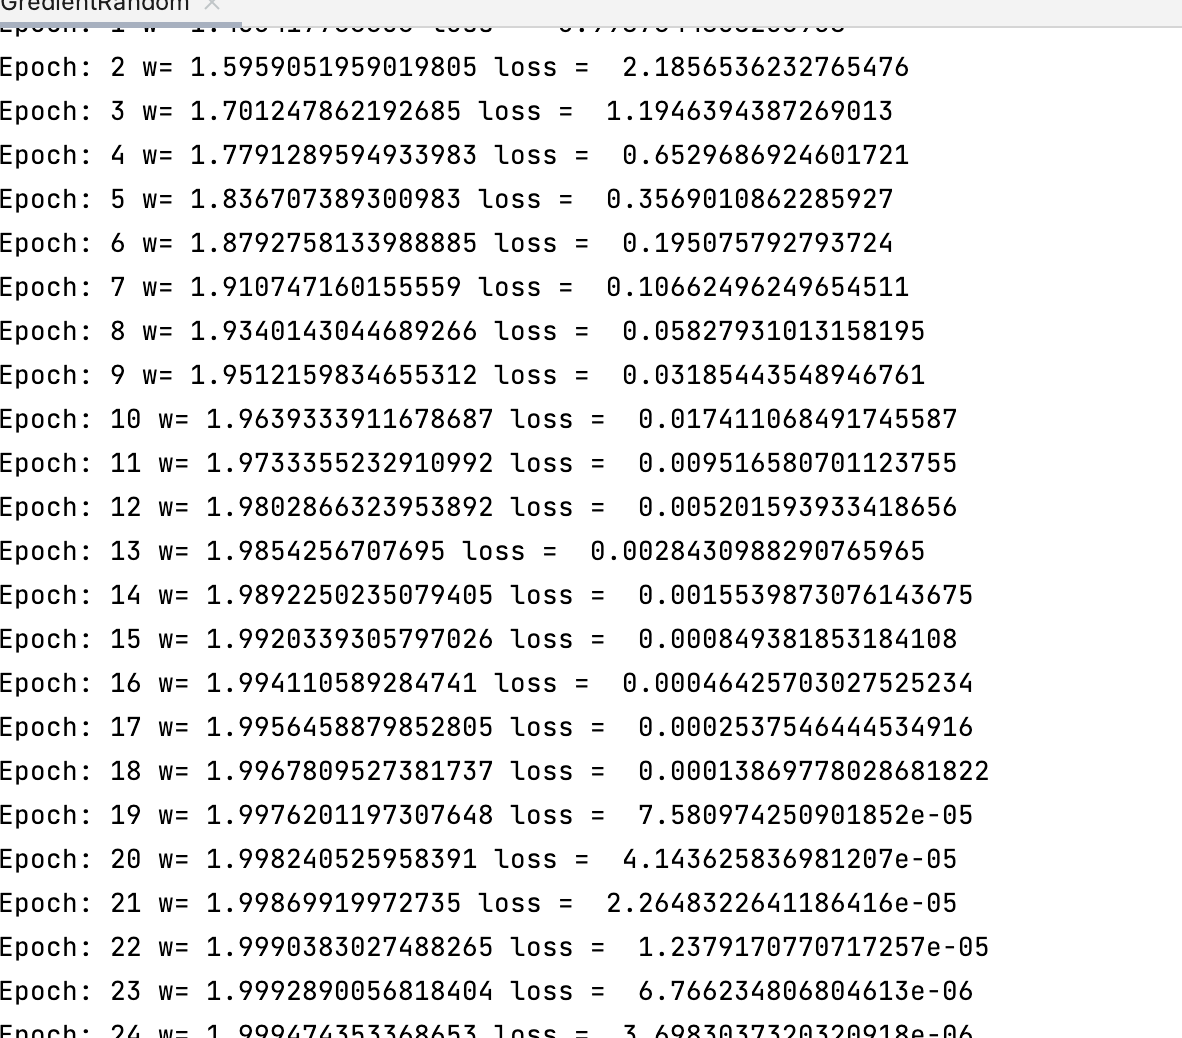 GredientRandom
Epoch: 1 w= loss =
Epoch: 2 w= 1.5959051959019805 loss =  2.1856536232765476
Epoch: 3 w= 1.701247862192685 loss =  1.1946394387269013
Epoch: 4 w= 1.7791289594933983 loss =  0.6529686924601721
Epoch: 5 w= 1.836707389300983 loss =  0.3569010862285927
Epoch: 6 w= 1.8792758133988885 loss =  0.195075792793724
Epoch: 7 w= 1.910747160155559 loss =  0.10662496249654511
Epoch: 8 w= 1.9340143044689266 loss =  0.05827931013158195
Epoch: 9 w= 1.9512159834655312 loss =  0.03185443548946761
Epoch: 10 w= 1.9639333911678687 loss =  0.017411068491745587
Epoch: 11 w= 1.9733355232910992 loss =  0.009516580701123755
Epoch: 12 w= 1.9802866323953892 loss =  0.005201593933418656
Epoch: 13 w= 1.9854256707695 loss =  0.0028430988290765965
Epoch: 14 w= 1.9892250235079405 loss =  0.0015539873076143675
Epoch: 15 w= 1.9920339305797026 loss =  0.000849381853184108
Epoch: 16 w= 1.994110589284741 loss =  0.00046425703027525234
Epoch: 17 w= 1.9956458879852805 loss =  0.0002537546444534916
Epoch: 18 w= 1.9967809527381737 loss =  0.00013869778028681822
Epoch: 19 w= 1.9976201197307648 loss =  7.580974250901852e-05
Epoch: 20 w= 1.998240525958391 loss =  4.143625836981207e-05
Epoch: 21 w= 1.99869919972735 loss =  2.2648322641186416e-05
Epoch: 22 w= 1.9990383027488265 loss =  1.2379170770717257e-05
Epoch: 23 w= 1.9992890056818404 loss =  6.766234806804613e-06
Epoch: 24 w= 1.999474353368653 loss =  3.6983037320320918e-06